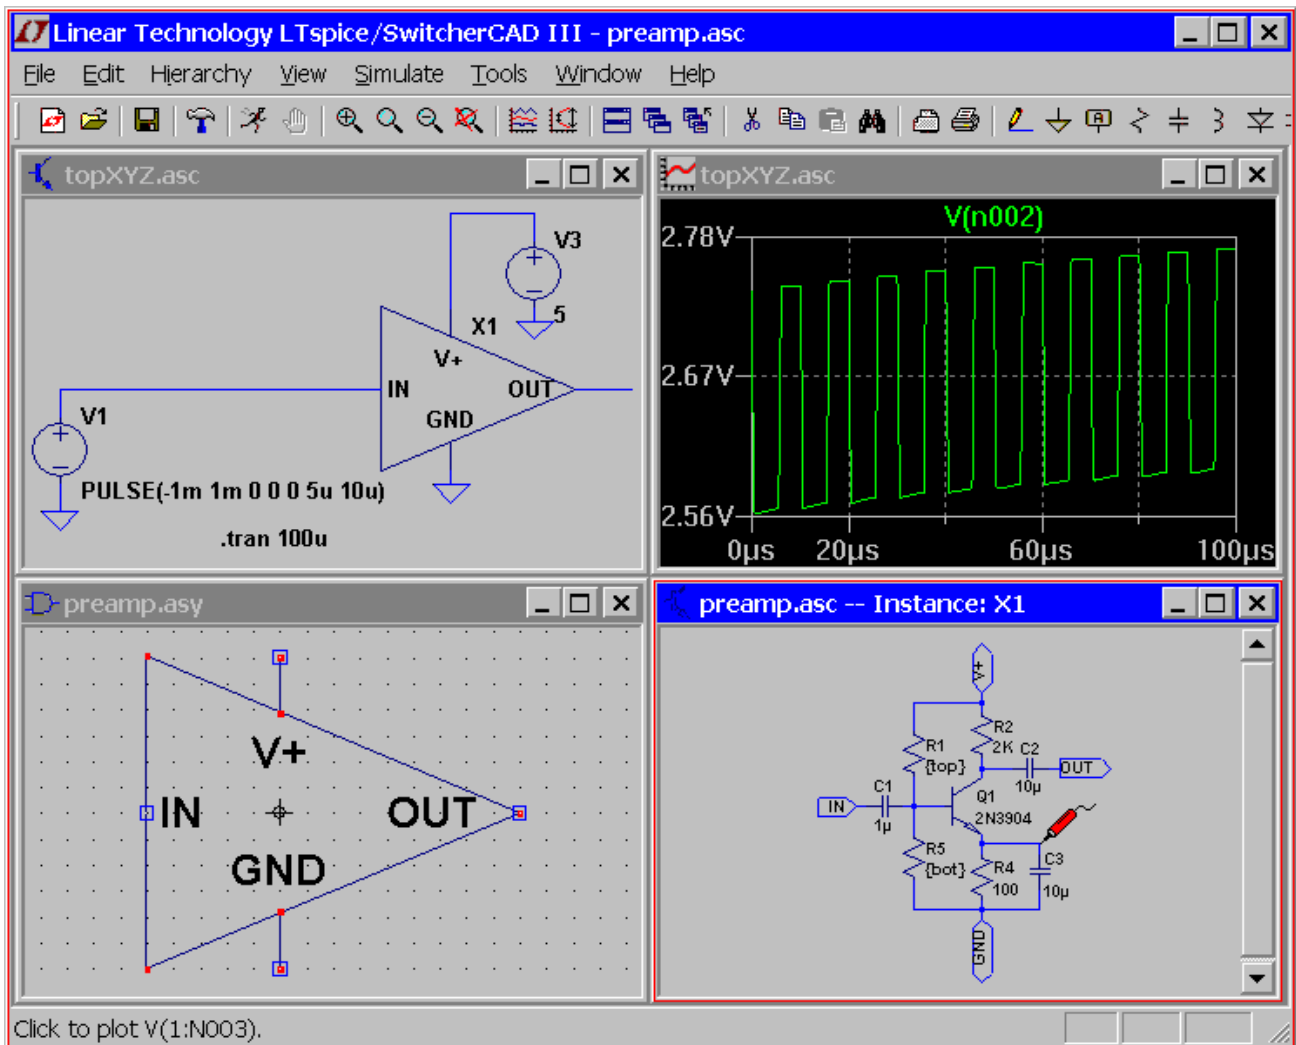 Linear Technology LTspice/SwitcherCAD III - preamp.asc
File Edit Hierarchy View Simulate Tools Window Help
topXYZ.asc
V3
5
X1
V+
IN
OUT
GND
V1
PULSE(-1m 1m 0 0 0 5u 10u)
.tran 100u
topXYZ.asc
V(n002)
2.78V
2.67V
2.56V
0µs 20µs 60µs 100µs
preamp.asy
V+
IN OUT
GND
preamp.asc -- Instance: X1
V+
R2
2K
R1
{top}
C2
10µ
OUT
C1
1µ
IN
Q1
2N3904
R5
{bot}
R4
100
C3
10µ
GND
Click to plot V(1:N003).